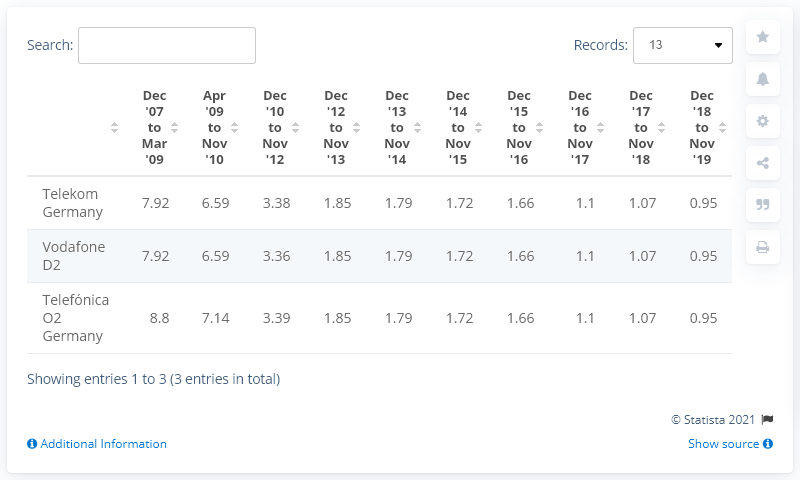 Search:
Records: 13
Dec '07 to Mar '09 Apr '09 to Nov '10 Dec '10 to Nov '12 Dec '12 to Nov '13 Dec '13 to Nov '14 Dec '14 to Nov '15 Dec '15 to Nov '16 Dec '16 to Nov '17 Dec '17 to Nov '18 Dec '18 to Nov '19
Telekom Germany 7.92 6.59 3.38 1.85 1.79 1.72 1.66 1.1 1.07 0.95
Vodafone D2 7.92 6.59 3.36 1.85 1.79 1.72 1.66 1.1 1.07 0.95
Telefónica O2 Germany 8.8 7.14 3.39 1.85 1.79 1.72 1.66 1.1 1.07 0.95
Showing entries 1 to 3 (3 entries in total)
© Statista 2021
Additional Information
Show source